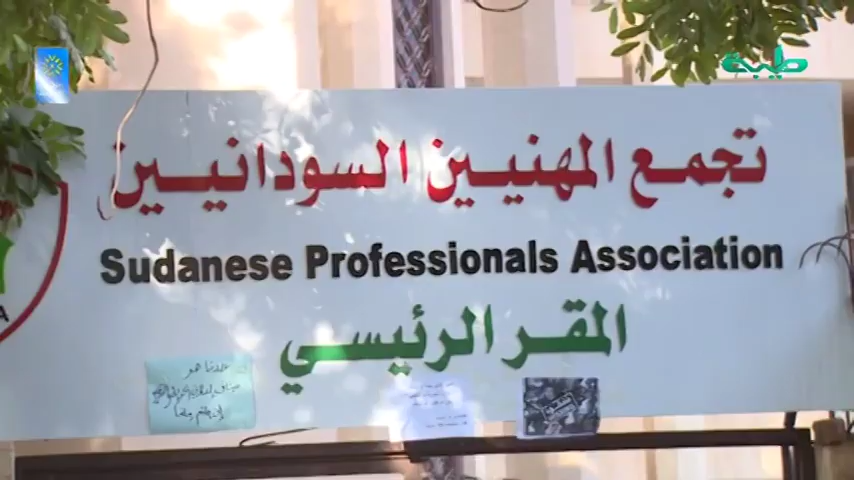 طيبة
تجمع المهنيين السودانيين
Sudanese Professionals Association
المقر الرئيسي
A